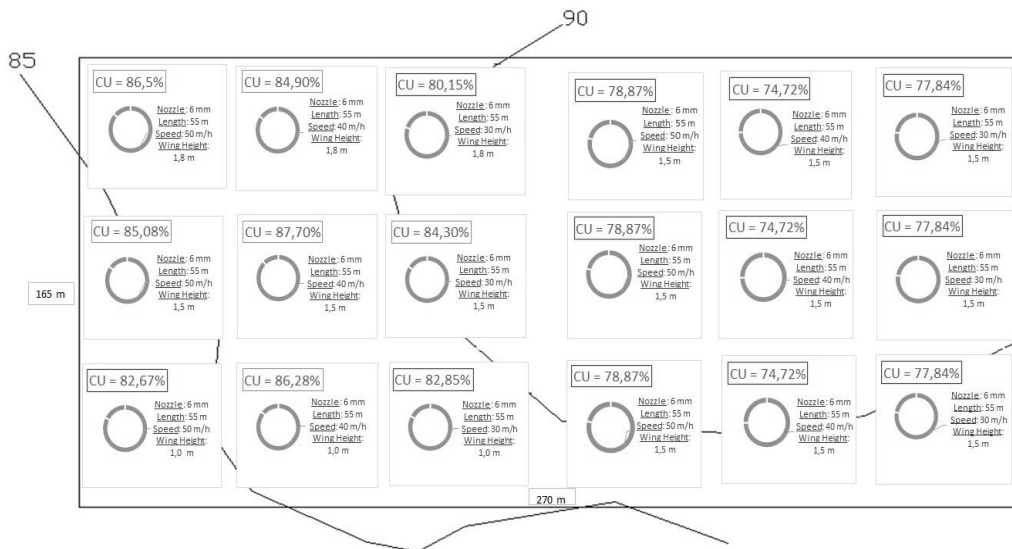 90
85
CU = 86,5%
Nozzle: 6 mm
Length: 55 m
Speed: 50 m/h
Wing Height:
1,8 m
CU = 84,90%
Nozzle: 6 mm
Length: 55 m
Speed: 40 m/h
Wing Height:
1,8 m
CU = 80,15%
Nozzle: 6 mm
Length: 55 m
Speed: 30 m/h
Wing Height:
1,8 m
CU = 78,87%
Nozzle: 6 mm
Length: 55 m
Speed: 50 m/h
Wing Height:
1,5 m
CU = 74,72%
Nozzle: 6 mm
Length: 55 m
Speed: 40 m/h
Wing Height:
1,5 m
CU = 77,84%
Nozzle: 6 mm
Length: 55 m
Speed: 30 m/h
Wing Height:
1,5 m
CU = 85,08%
Nozzle: 6 mm
Length: 55 m
Speed: 50 m/h
Wing Height:
1,5 m
CU = 87,70%
Nozzle: 6 mm
Length: 55 m
Speed: 40 m/h
Wing Height:
1,5 m
CU = 84,30%
Nozzle: 6 mm
Length: 55 m
Speed: 30 m/h
Wing Height:
1,5 m
CU = 78,87%
Nozzle: 6 mm
Length: 55 m
Speed: 50 m/h
Wing Height:
1,5 m
CU = 74,72%
Nozzle: 6 mm
Length: 55 m
Speed: 40 m/h
Wing Height:
1,5 m
CU = 77,84%
Nozzle: 6 mm
Length: 55 m
Speed: 30 m/h
Wing Height:
1,5 m
165 m
CU = 82,67%
Nozzle: 6 mm
Length: 55 m
Speed: 50 m/h
Wing Height:
1,0 m
CU = 86,28%
Nozzle: 6 mm
Length: 55 m
Speed: 40 m/h
Wing Height:
1,0 m
CU = 82,85%
Nozzle: 6 mm
Length: 55 m
Speed: 30 m/h
Wing Height:
1,0 m
CU = 78,87%
Nozzle: 6 mm
Length: 55 m
Speed: 50 m/h
Wing Height:
1,5 m
CU = 74,72%
Nozzle: 6 mm
Length: 55 m
Speed: 40 m/h
Wing Height:
1,5 m
CU = 77,84%
Nozzle: 6 mm
Length: 55 m
Speed: 30 m/h
Wing Height:
1,5 m
270 m